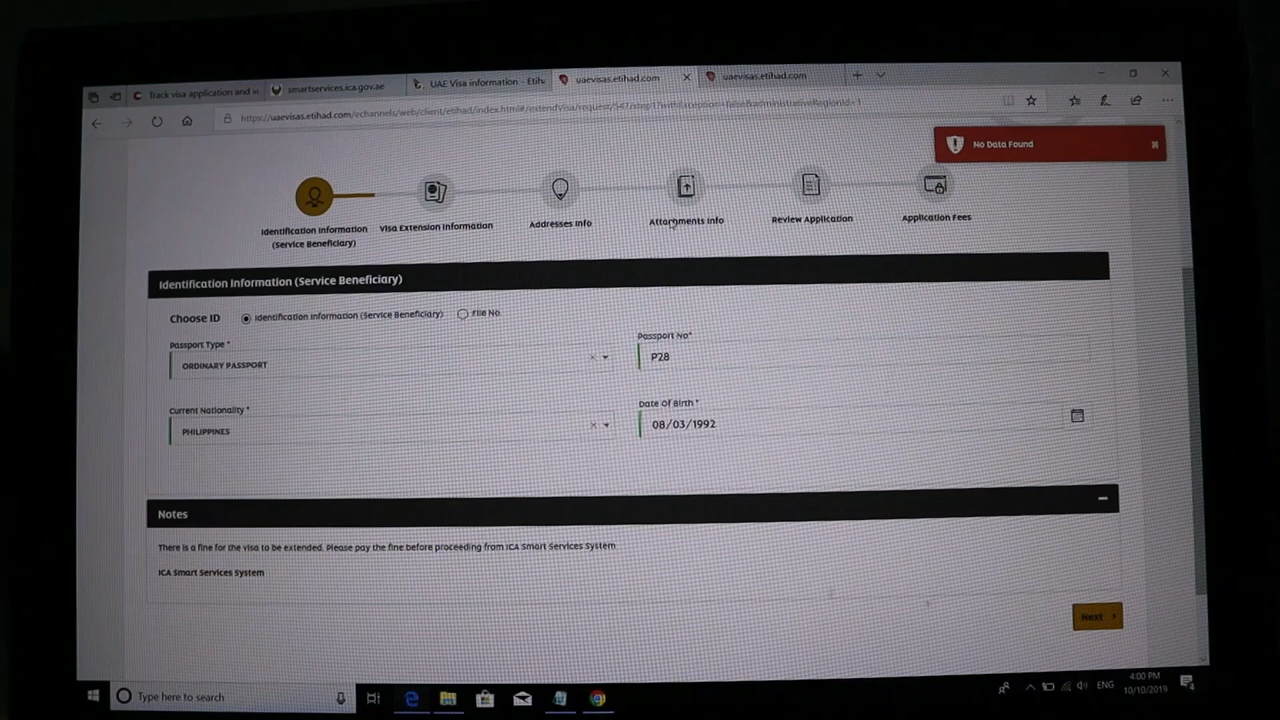 Track visa application and v
smartservices.ica.gov.ae
UAE Visa information - Etih
uaevisas.etihad.com
uaevisas.etihad.com
No Data Found
Identification Information
(Service Beneficiary)
Visa Extension Information
Addresses Info
Attachments Info
Review Application
Application Fees
Identification Information (Service Beneficiary)
Choose ID
Identification Information (Service Beneficiary)
File No
Passport Type *
ORDINARY PASSPORT
Passport No*
P28
Current Nationality *
PHILIPPINES
Date Of Birth *
08/03/1992
Notes
There is a fine for the visa to be extended. Please pay the fine before proceeding from ICA Smart Services System
ICA Smart Services System
Next
Type here to search
ENG
4:00 PM
10/10/2019